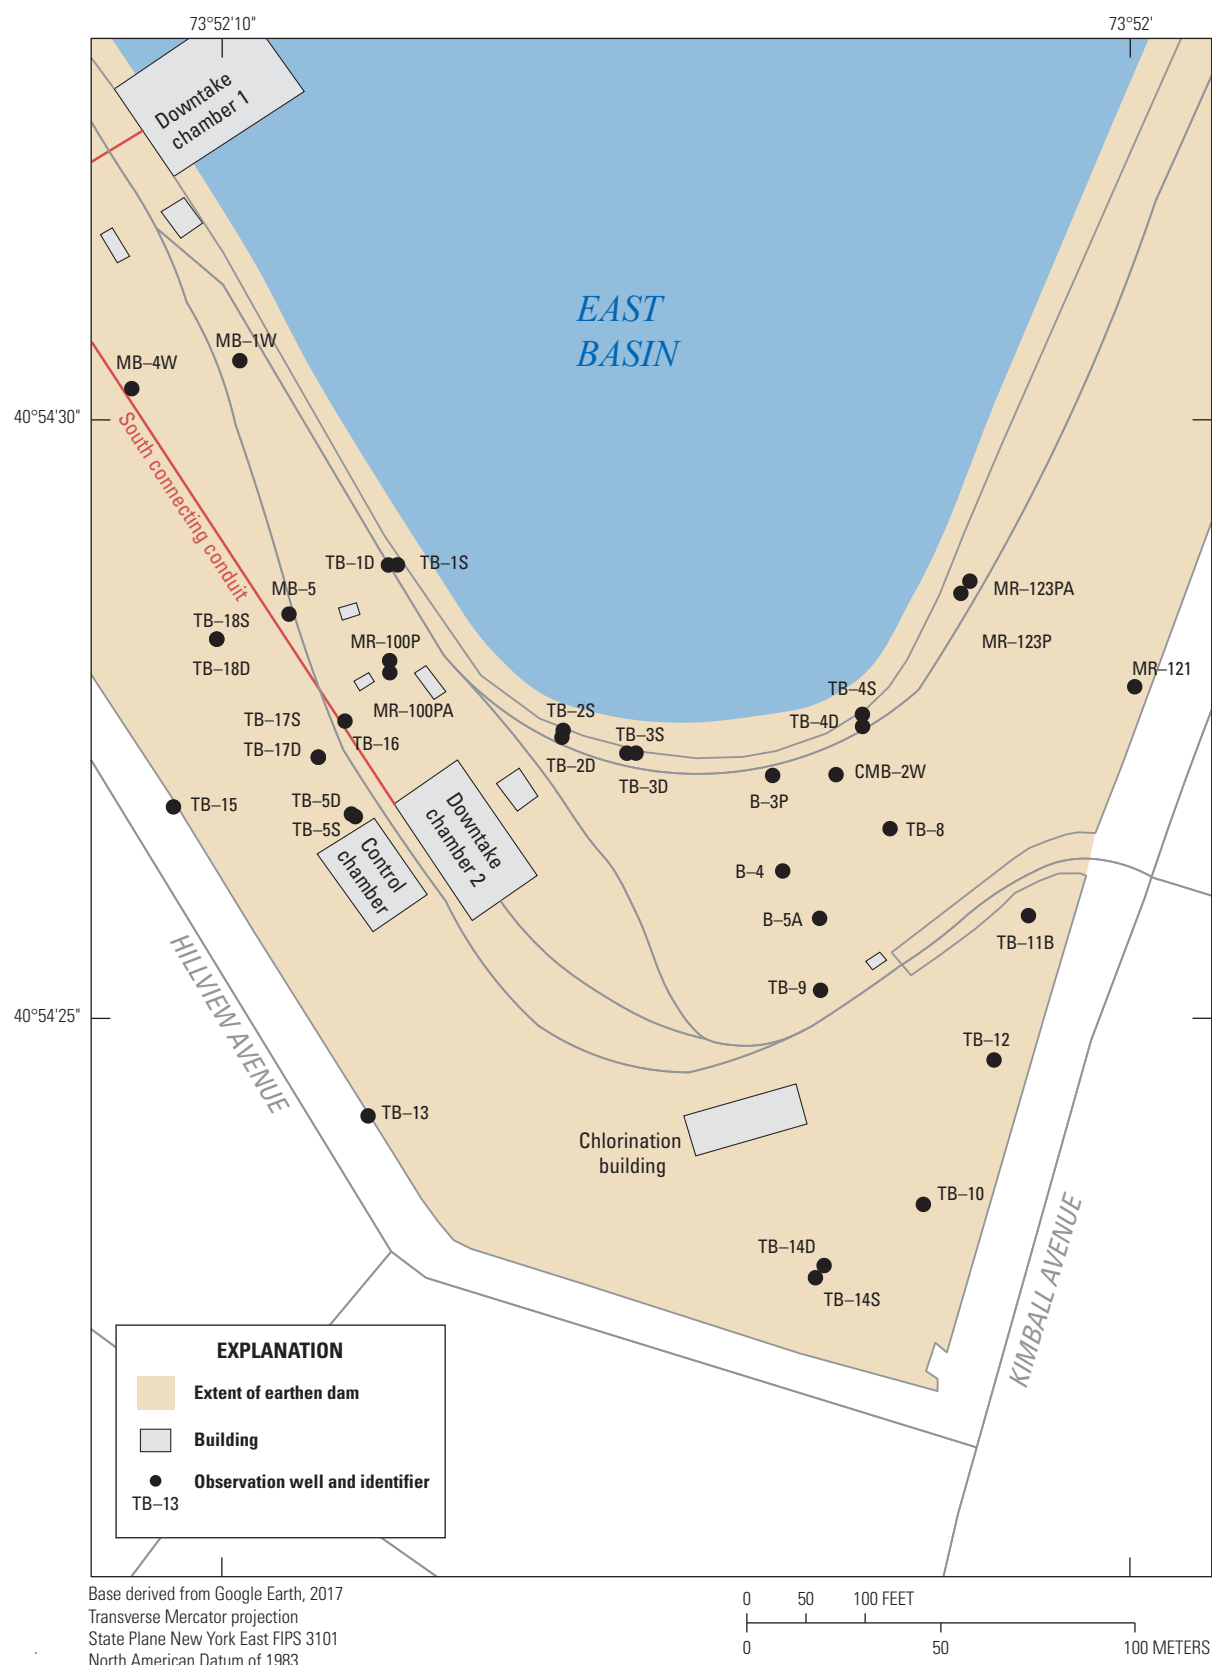 73°52'10"
73°52'
Downtake
chamber 1
EAST
BASIN
MB–1W
MB–4W
40°54'30"
South connecting conduit
TB–1D
TB–1S
MB–5
MR–123PA
TB–18S
MR–100P
MR–123P
TB–18D
MR–121
TB–4S
MR–100PA
TB–2S
TB–17S
TB–4D
TB–3S
TB–16
TB–17D
TB–2D
CMB–2W
TB–3D
B–3P
TB–5D
TB–15
TB–5S
TB–8
Downtake
chamber 2
Control
chamber
B–4
B–5A
TB–11B
HILLVIEW AVENUE
TB–9
40°54'25"
TB–12
TB–13
Chlorination
building
TB–10
KIMBALL AVENUE
TB–14D
TB–14S
EXPLANATION
Extent of earthen dam
Building
Observation well and identifier
TB–13
Base derived from Google Earth, 2017
Transverse Mercator projection
State Plane New York East FIPS 3101
North American Datum of 1983
0 50 100 FEET
0 50 100 METERS